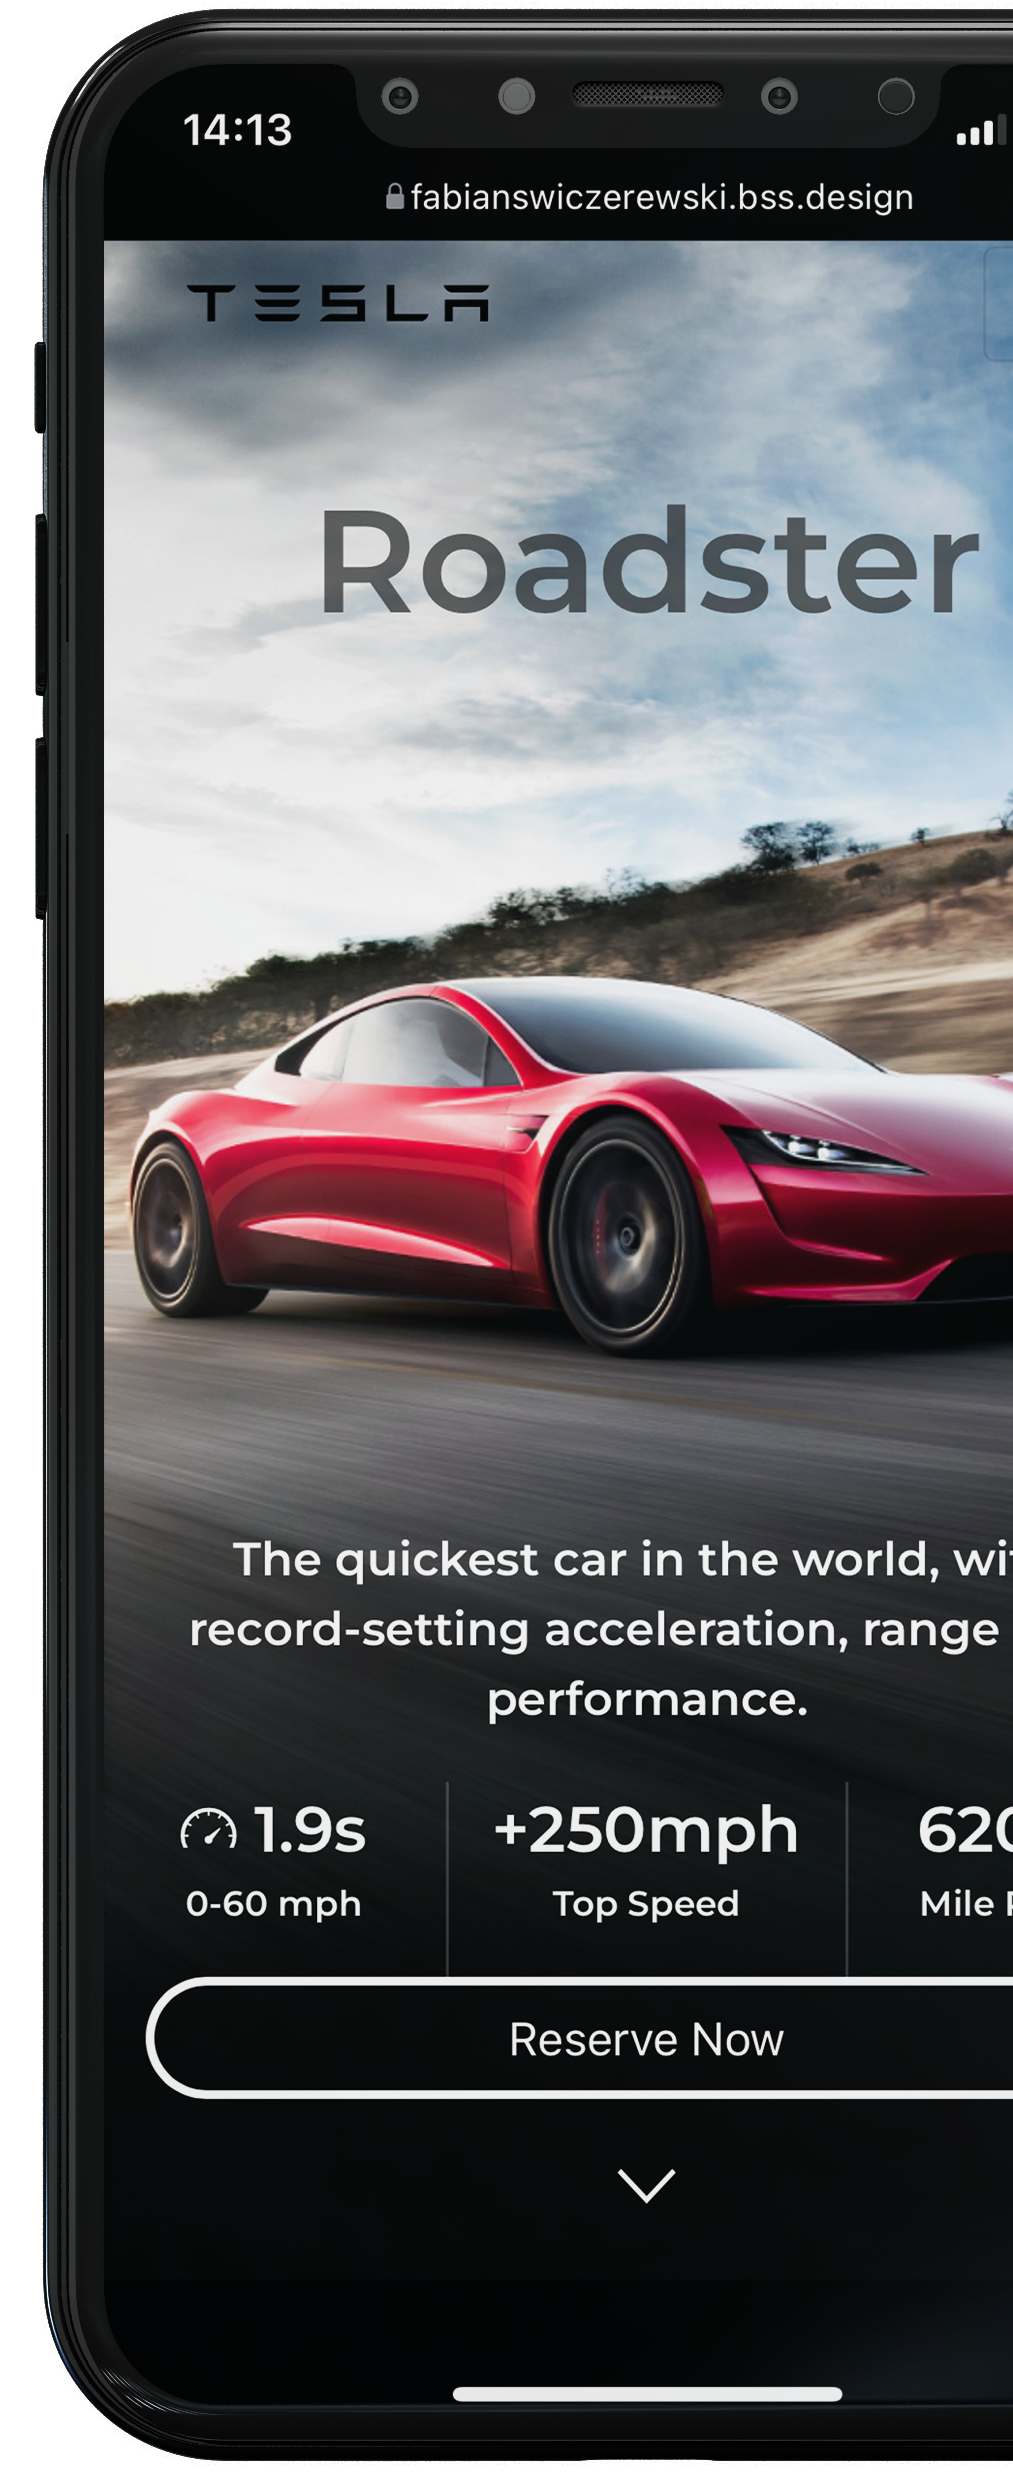 14:13
fabianswiczerewski.bss.design
TESLA
Roadster
The quickest car in the world,
record-setting acceleration, range
performance.
1.9s +250mph
0-60 mph Top Speed Mile
Reserve Now